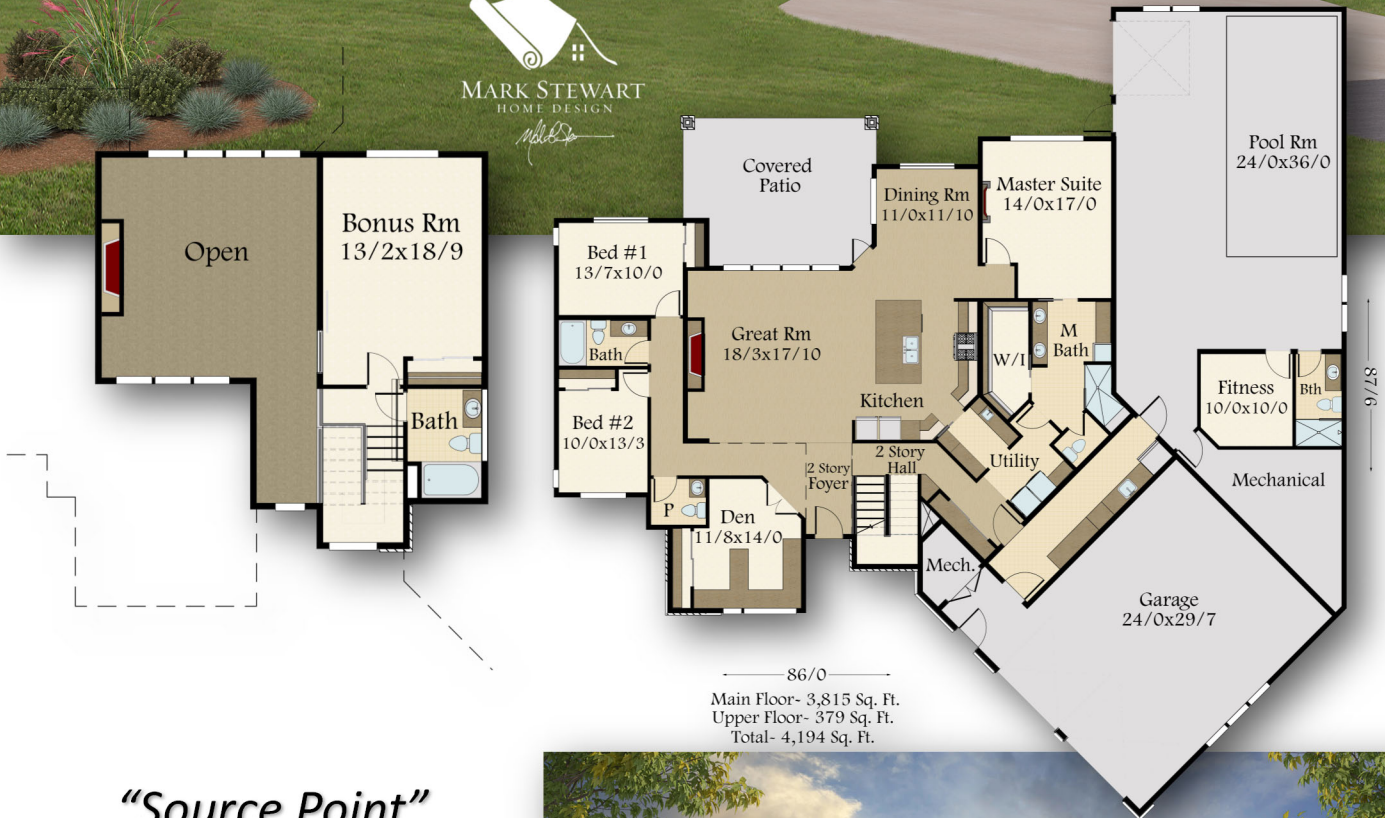 MARK STEWART
HOME DESIGN
Open
Bonus Rm
13/2x18/9
Bath
Covered
Patio
Dining Rm
11/0x11/10
Master Suite
14/0x17/0
Pool Rm
24/0x36/0
Bed #1
13/7x10/0
Great Rm
18/3x17/10
Bath
W/I
M
Bath
Kitchen
Fitness
10/0x10/0
Bth
87/6
Bed #2
10/0x13/3
2 Story
Foyer
2 Story
Hall
Utility
Mechanical
P
Den
11/8x14/0
Mech.
Garage
24/0x29/7
86/0
Main Floor- 3,815 Sq. Ft.
Upper Floor- 379 Sq. Ft.
Total- 4,194 Sq. Ft.
“Source Point”